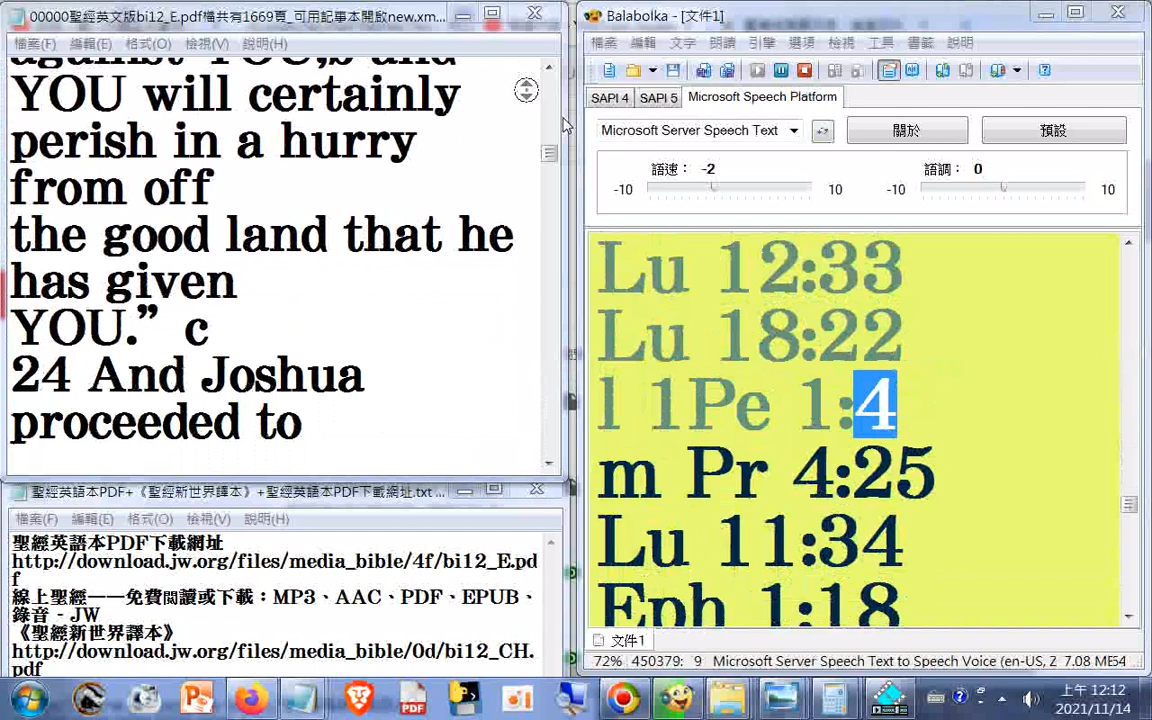 00000聖經英文版bi12_E.pdf檔共有1669頁_可用記事本開啟new.xm...
檔案(F) 編輯(E) 格式(O) 檢視(V) 說明(H)
against YOU,b and
YOU will certainly
perish in a hurry
from off
the good land that he
has given
YOU.” c
24 And Joshua
proceeded to
聖經英語本PDF+《聖經新世界譯本》+聖經英語本PDF下載網址.txt ...
檔案(F) 編輯(E) 格式(O) 檢視(V) 說明(H)
聖經英語本PDF下載網址
http://download.jw.org/files/media_bible/4f/bi12_E.pd
f
線上聖經——免費閱讀或下載：MP3、AAC、PDF、EPUB、
錄音 - JW
《聖經新世界譯本》
http://download.jw.org/files/media_bible/0d/bi12_CH.
pdf
Balabolka - [文件1]
檔案 編輯 文字 朗讀 引擎 選項 檢視 工具 書籤 說明
SAPI 4 SAPI 5 Microsoft Speech Platform
Microsoft Server Speech Text 關於 預設
語速： -2 語調： 0
-10 10 -10 10
Lu 12:33
Lu 18:22
l 1Pe 1:4
m Pr 4:25
Lu 11:34
Eph 1:18
文件1
72% 450379: 9 Microsoft Server Speech Text to Speech Voice (en-US, Z 7.08 ME54
上午 12:12
2021/11/14